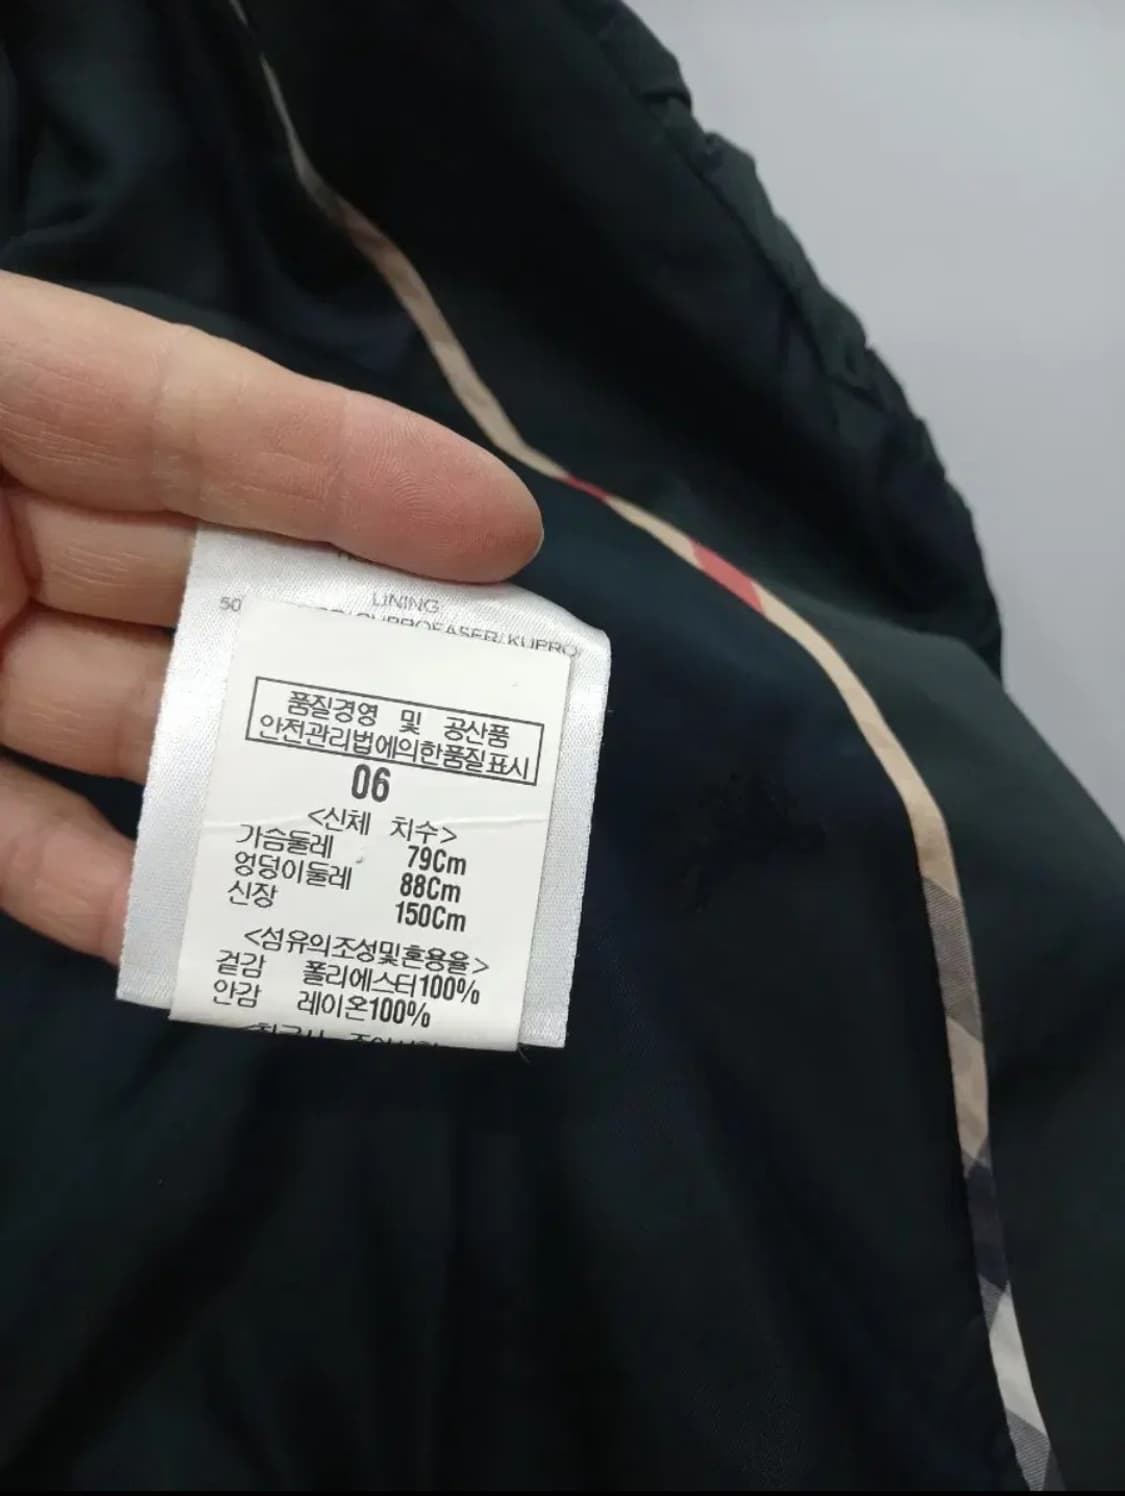 LINING
50
CUPROFASER/KUPRO
품질경영 및 공산품
안전관리법에의한품질표시
06
<신체 치수>
가슴둘레 79Cm
엉덩이둘레 88Cm
신장 150Cm
<섬유의조성및혼용율>
겉감 폴리에스터100%
안감 레이온100%